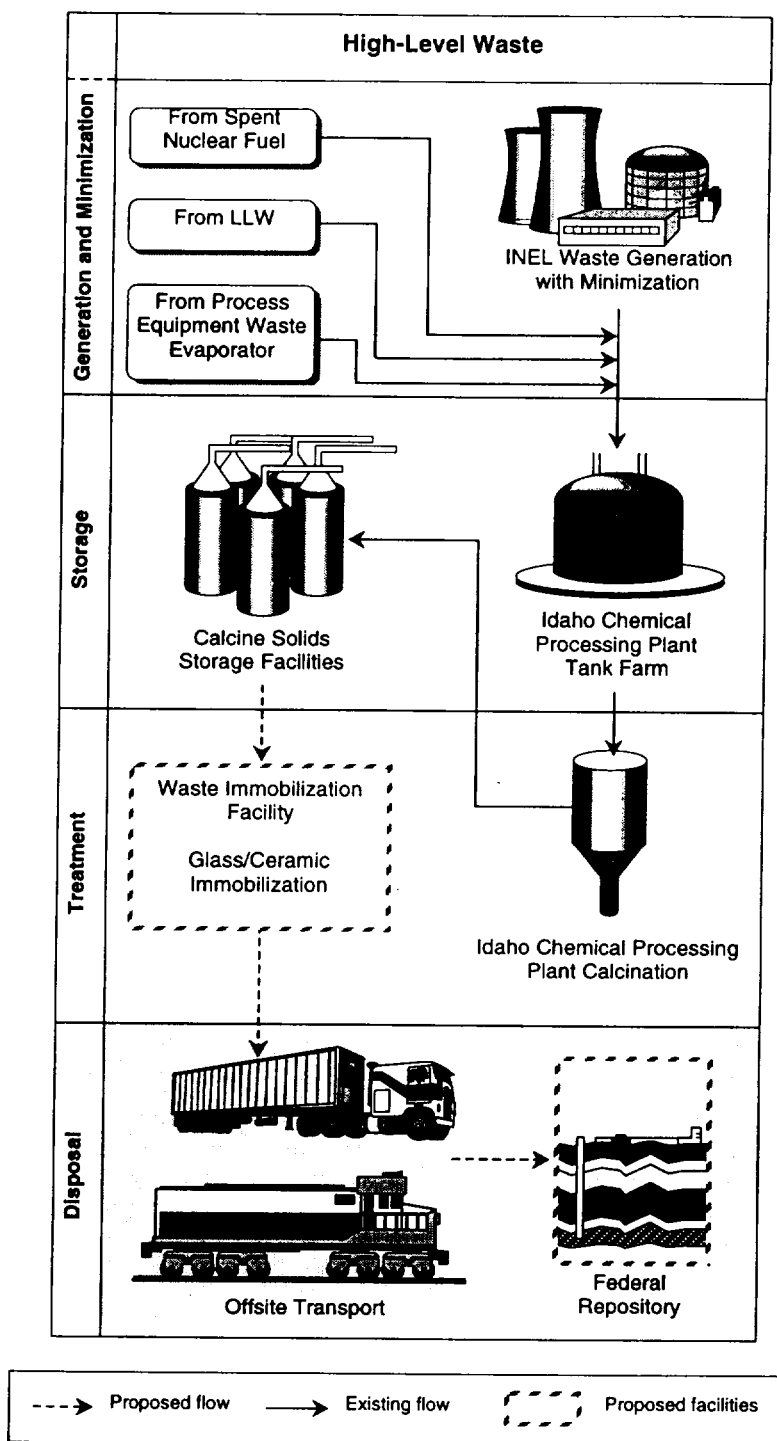 High-Level Waste
Generation and Minimization
From Spent
Nuclear Fuel
From LLW
From Process
Equipment Waste
Evaporator
INEL Waste Generation
with Minimization
Storage
Calcine Solids
Storage Facilities
Idaho Chemical
Processing Plant
Tank Farm
Treatment
Waste Immobilization
Facility
Glass/Ceramic
Immobilization
Idaho Chemical Processing
Plant Calcination
Disposal
Offsite Transport
Federal
Repository
Proposed flow
Existing flow
Proposed facilities